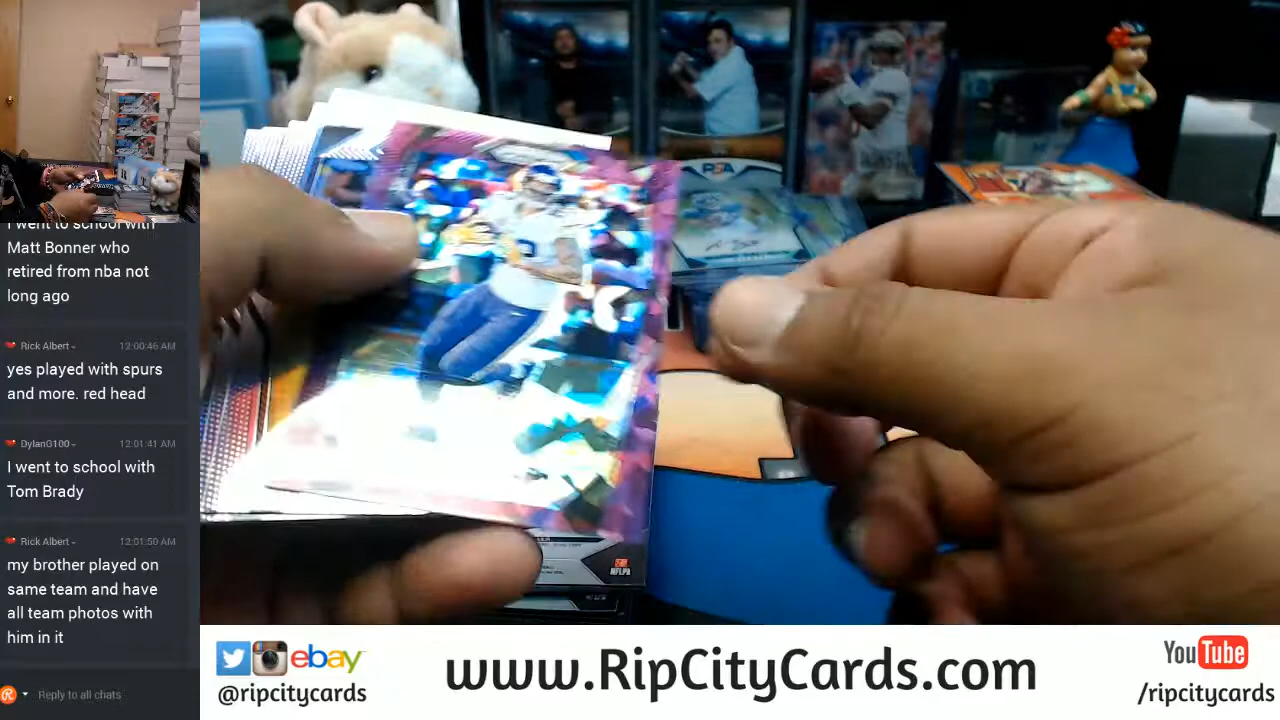 I went to school with
Matt Bonner who
retired from nba not
long ago
Rick Albert 12:00:46 AM
yes played with spurs
and more. red head
DylanG100 12:01:41 AM
I went to school with
Tom Brady
Rick Albert 12:01:50 AM
my brother played on
same team and have
all team photos with
him in it
Reply to all chats
PSA
NFLPA
ebay
@ripcitycards
www.RipCityCards.com
YouTube
/ripcitycards